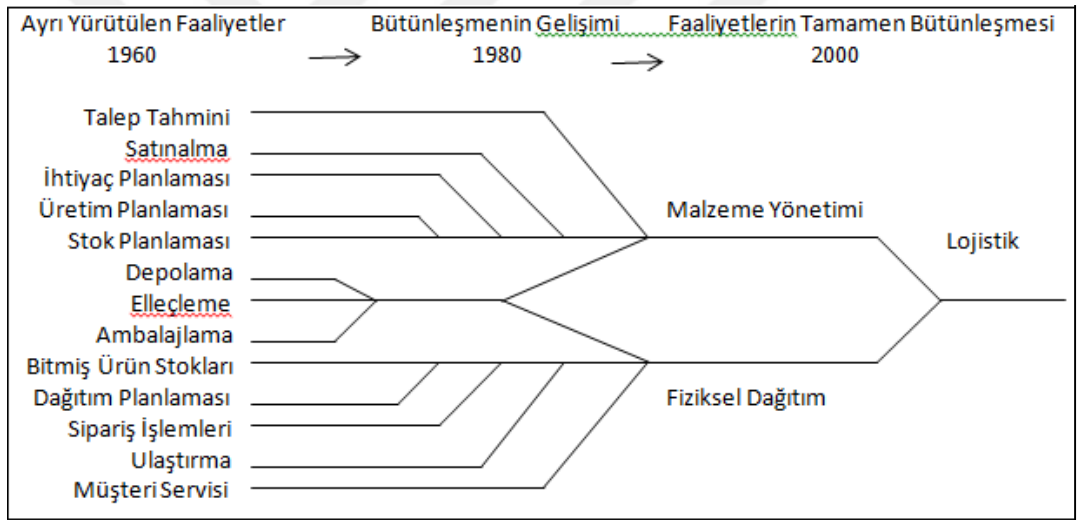 Ayrı Yürütülen Faaliyetler Bütünleşmenin Gelişimi Faaliyetlerin Tamamen Bütünleşmesi
1960 1980 2000
Talep Tahmini
Satınalma
İhtiyaç Planlaması
Üretim Planlaması
Malzeme Yönetimi
Stok Planlaması
Lojistik
Depolama
Elleçleme
Ambalajlama
Bitmiş Ürün Stokları
Dağıtım Planlaması
Fiziksel Dağıtım
Sipariş İşlemleri
Ulaştırma
Müşteri Servisi